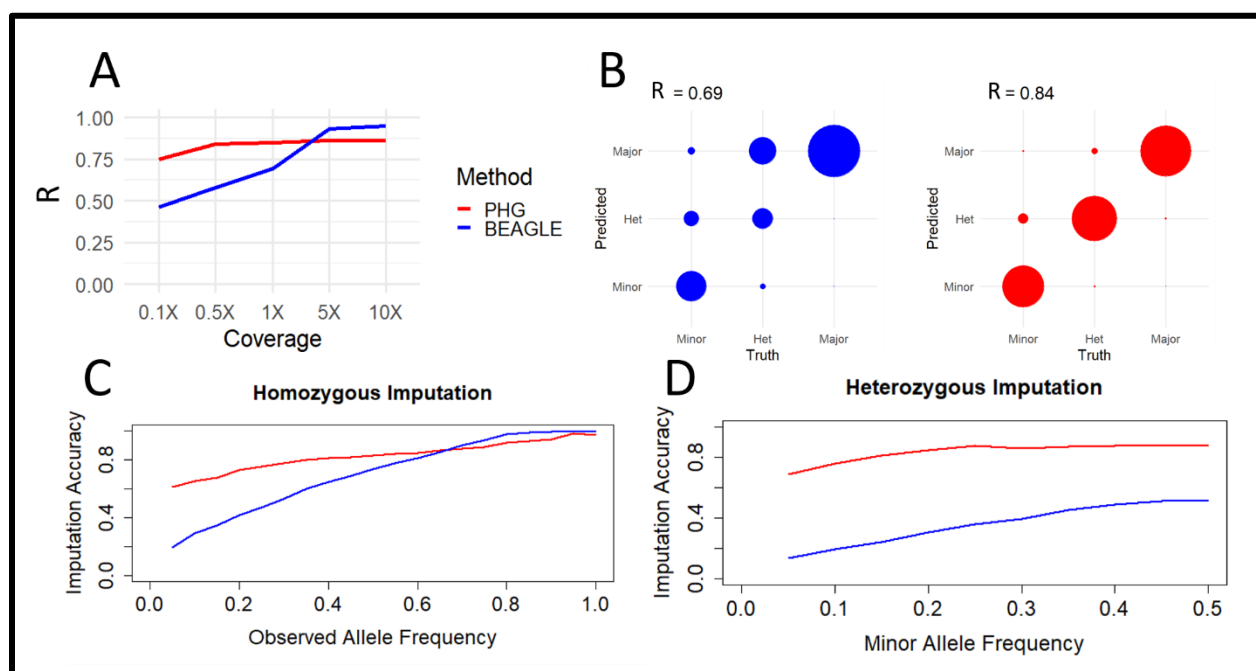 A
1.00
0.75
0.50
0.25
0.00
R
0.1X 0.5X 1X 5X 10X
Coverage
Method
PHG
BEAGLE
B
R = 0.69
Major
Het
Minor
Predicted
Minor Het Major
Truth
R = 0.84
Major
Het
Minor
Predicted
Minor Het Major
Truth
C
Homozygous Imputation
Imputation Accuracy
0.8
0.4
0.0
0.0 0.2 0.4 0.6 0.8 1.0
Observed Allele Frequency
D
Heterozygous Imputation
Imputation Accuracy
0.8
0.4
0.0
0.0 0.1 0.2 0.3 0.4 0.5
Minor Allele Frequency